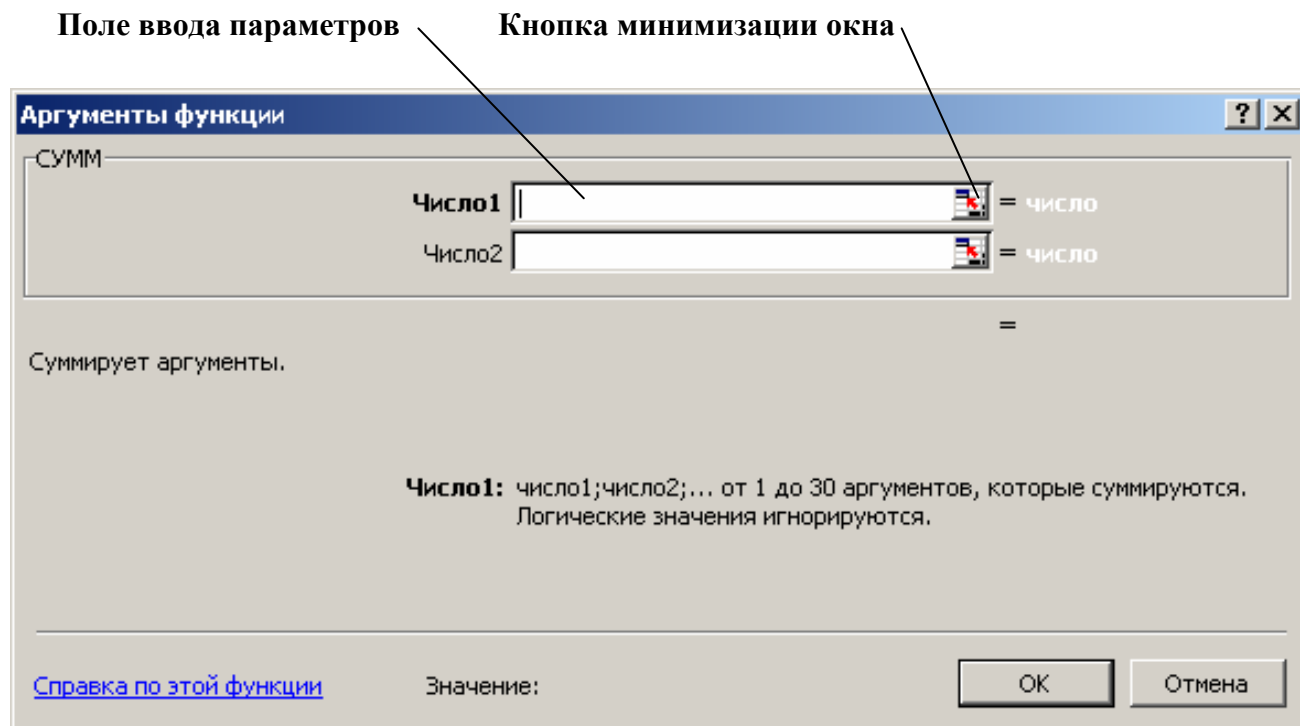 Поле ввода параметров Кнопка минимизации окна
Аргументы функции
СУММ
Число1 = число
Число2 = число
=
Суммирует аргументы.
Число1: число1;число2;... от 1 до 30 аргументов, которые суммируются.
Логические значения игнорируются.
Справка по этой функции Значение: ОК Отмена